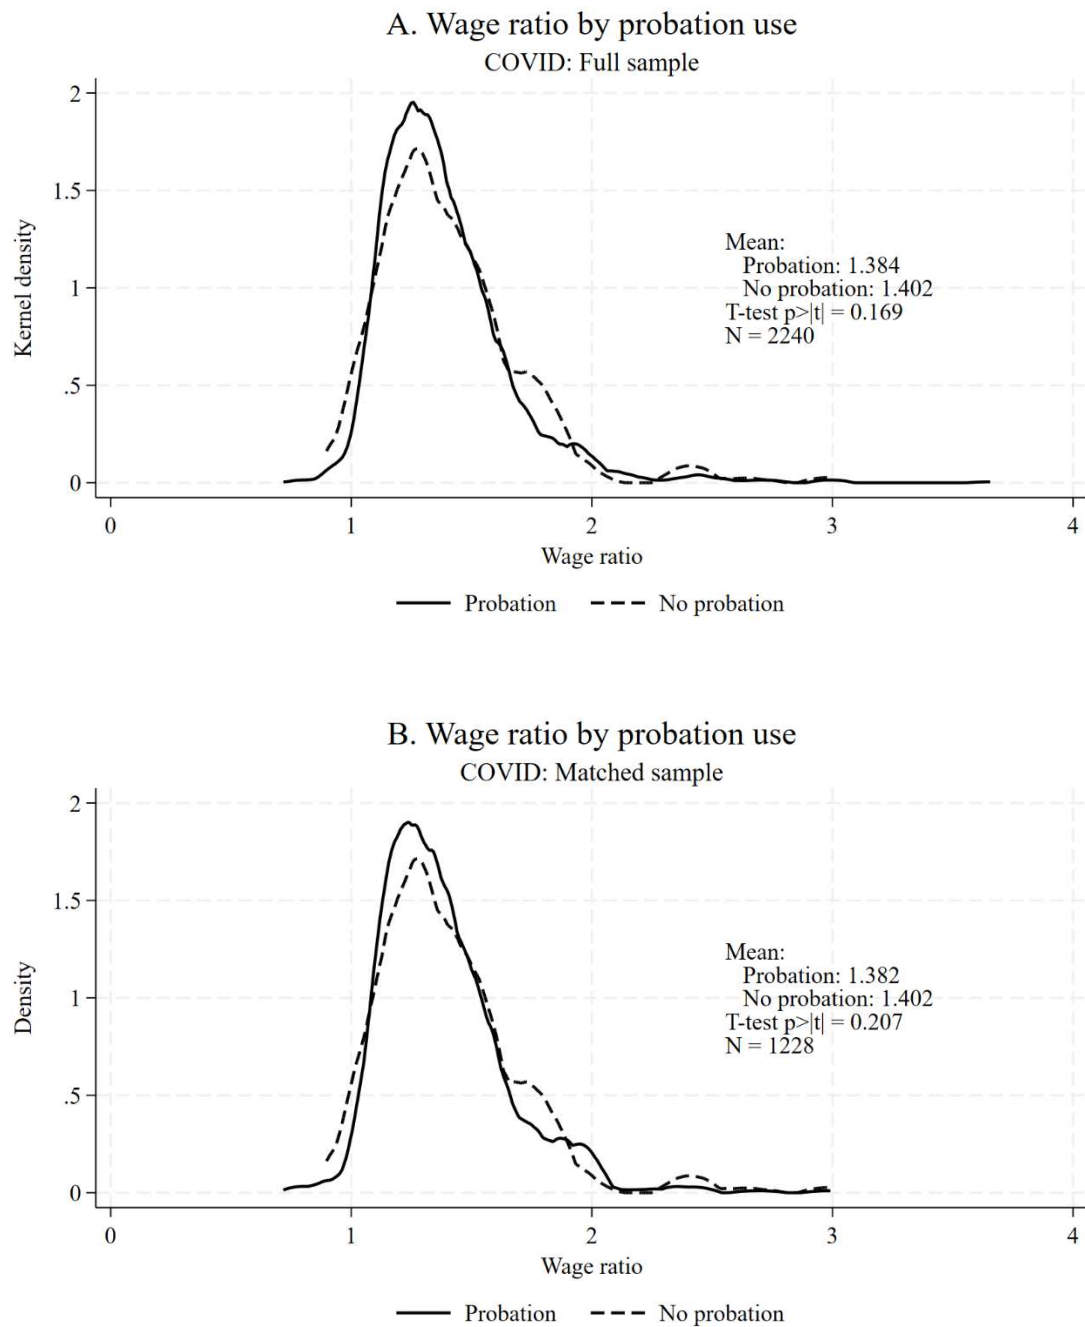 A. Wage ratio by probation use
COVID: Full sample
2
1.5
1
.5
0
Kernel density
Mean:
Probation: 1.384
No probation: 1.402
T-test p>|t| = 0.169
N = 2240
0 1 2 3 4
Wage ratio
Probation No probation
B. Wage ratio by probation use
COVID: Matched sample
2
1.5
1
.5
0
Density
Mean:
Probation: 1.382
No probation: 1.402
T-test p>|t| = 0.207
N = 1228
0 1 2 3 4
Wage ratio
Probation No probation